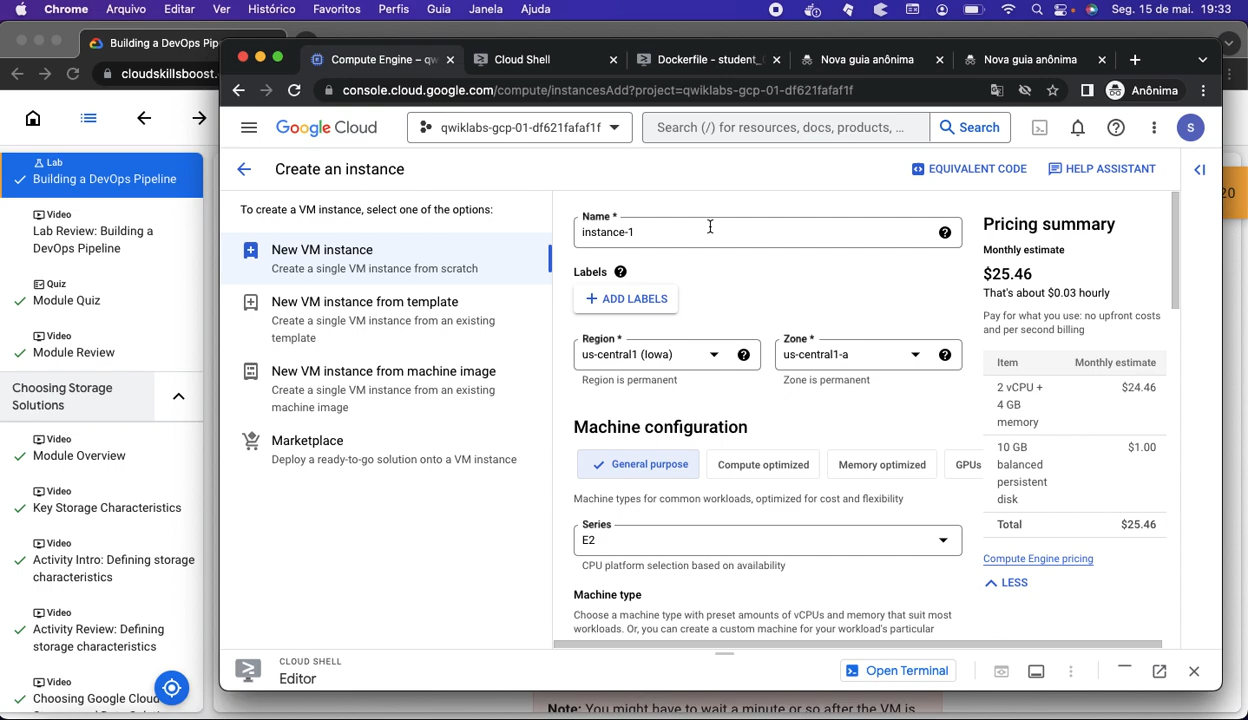 Chrome Arquivo Editar Ver Histórico Favoritos Perfis Guia Janela Ajuda Seg. 15 de mai. 19:33
Building a DevOps Pip
Compute Engine – qw Cloud Shell Dockerfile - student_ Nova guia anônima Nova guia anônima
cloudskillsboost.
console.cloud.google.com/compute/instancesAdd?project=qwiklabs-gcp-01-df621fafaf1f Anônima
Google Cloud qwiklabs-gcp-01-df621fafaf1f Search (/) for resources, docs, products, ... Search S
Lab
Building a DevOps Pipeline
Video
Lab Review: Building a
DevOps Pipeline
Quiz
Module Quiz
Video
Module Review
Choosing Storage
Solutions
Video
Module Overview
Video
Key Storage Characteristics
Video
Activity Intro: Defining storage
characteristics
Video
Activity Review: Defining
storage characteristics
Video
Choosing Google Cloud
Create an instance EQUIVALENT CODE HELP ASSISTANT
To create a VM instance, select one of the options:
New VM instance
Create a single VM instance from scratch
New VM instance from template
Create a single VM instance from an existing
template
New VM instance from machine image
Create a single VM instance from an existing
machine image
Marketplace
Deploy a ready-to-go solution onto a VM instance
Name *
instance-1
Labels
+ ADD LABELS
Region * Zone *
us-central1 (Iowa) us-central1-a
Region is permanent Zone is permanent
Machine configuration
General purpose Compute optimized Memory optimized GPUs
Machine types for common workloads, optimized for cost and flexibility
Series
E2
CPU platform selection based on availability
Machine type
Choose a machine type with preset amounts of vCPUs and memory that suit most
workloads. Or, you can create a custom machine for your workload's particular
Pricing summary
Monthly estimate
$25.46
That's about $0.03 hourly
Pay for what you use: no upfront costs
and per second billing
Item Monthly estimate
2 vCPU + $24.46
4 GB
memory
10 GB $1.00
balanced
persistent
disk
Total $25.46
Compute Engine pricing
LESS
20
CLOUD SHELL
Editor
Open Terminal
Note: You might have to wait a minute or so after the VM is